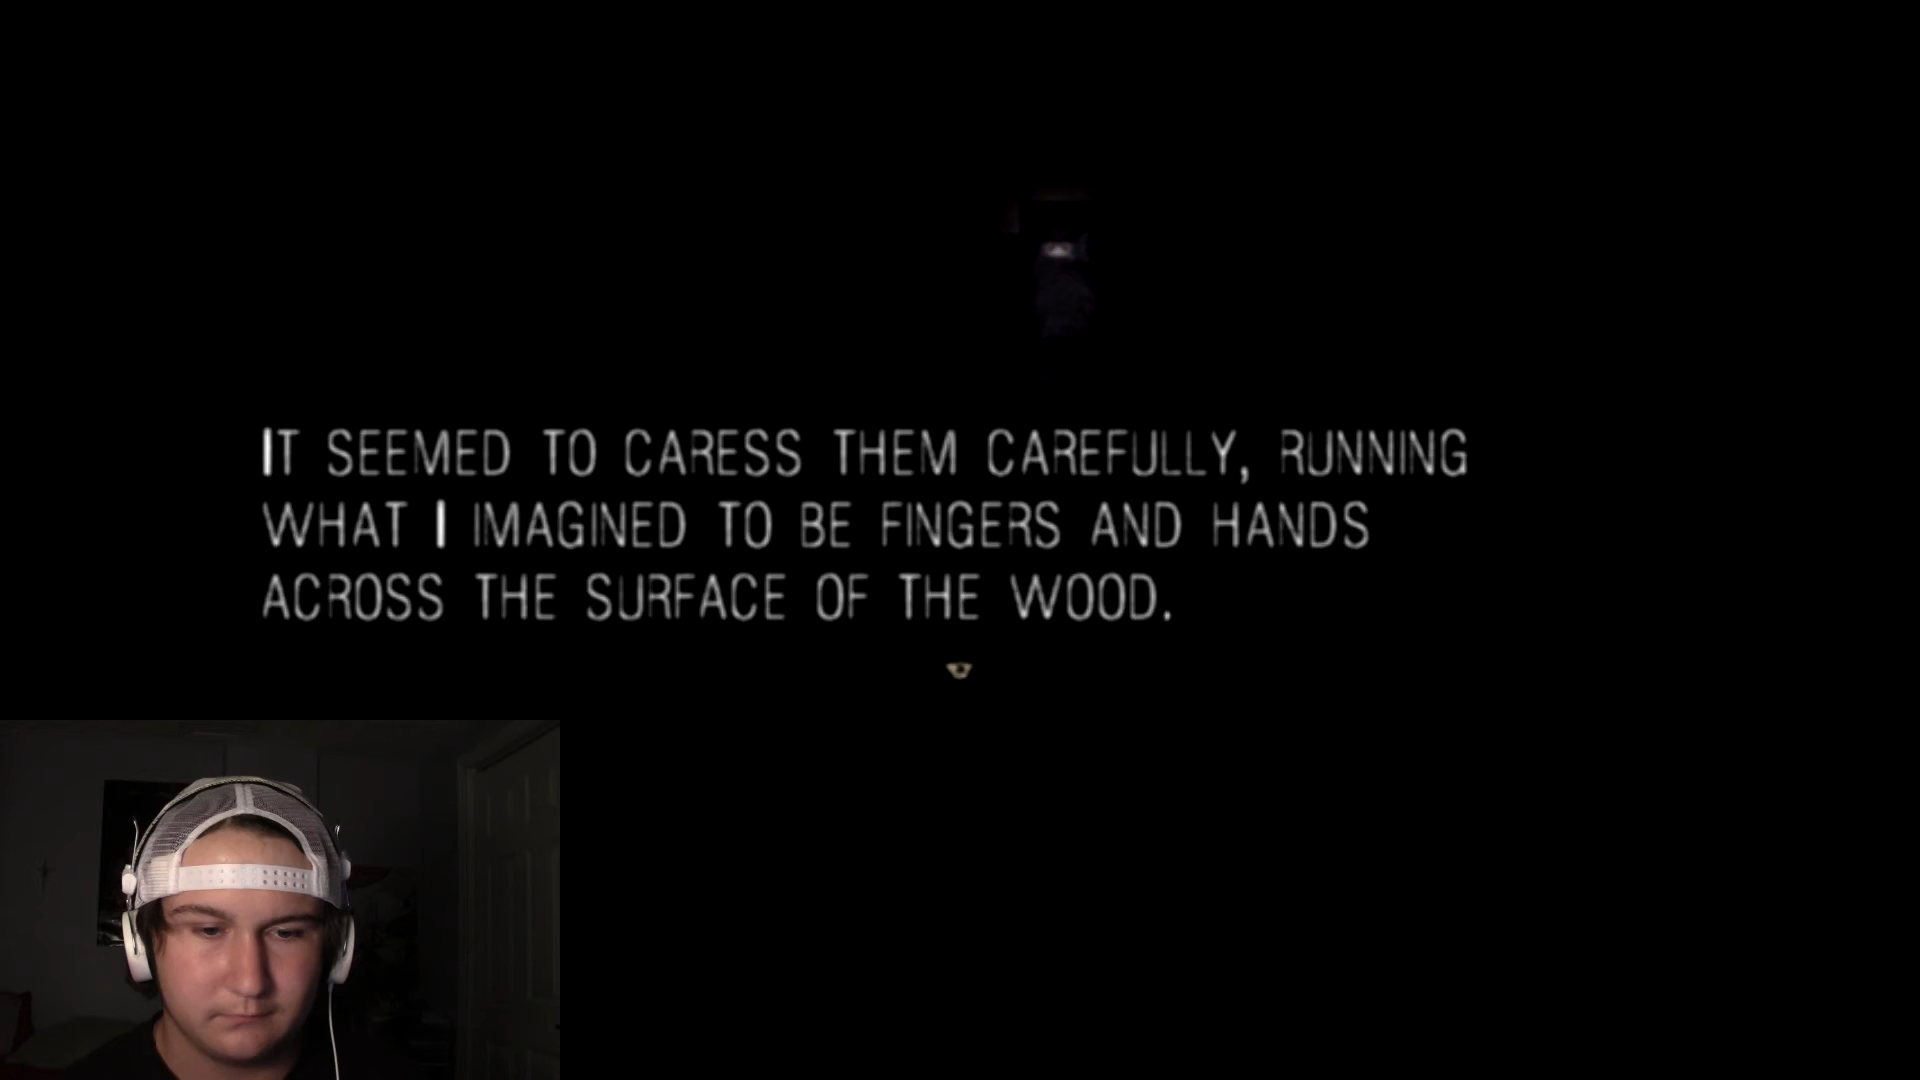 IT SEEMED TO CARESS THEM CAREFULLY, RUNNING
WHAT I IMAGINED TO BE FINGERS AND HANDS
ACROSS THE SURFACE OF THE WOOD.